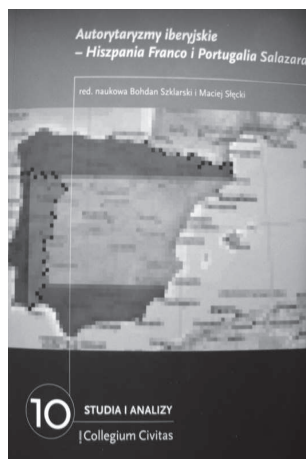 Autorytaryzmy iberyjskie
– Hiszpania Franco i Portugalia Salazara
red. naukowa Bohdan Szklarski i Maciej Słęcki
10
STUDIA I ANALIZY
Collegium Civitas